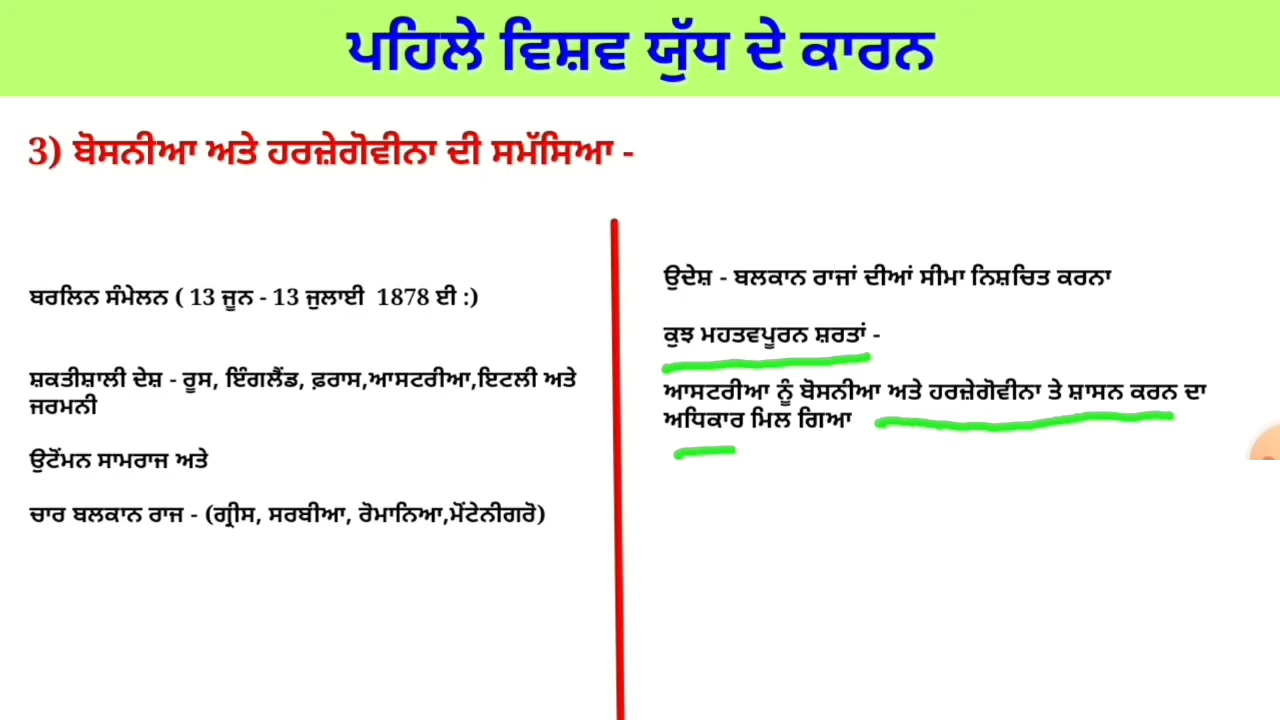 ਪਹਿਲੇ ਵਿਸ਼ਵ ਯੁੱਧ ਦੇ ਕਾਰਨ
3) ਬੋਸਨੀਆ ਅਤੇ ਹਰਜ਼ੇਗੋਵੀਨਾ ਦੀ ਸਮੱਸਿਆ -
ਬਰਲਿਨ ਸੰਮੇਲਨ ( 13 ਜੂਨ - 13 ਜੁਲਾਈ 1878 ਈ :)
ਸ਼ਕਤੀਸ਼ਾਲੀ ਦੇਸ਼ - ਰੂਸ, ਇੰਗਲੈਂਡ, ਫ਼ਰਾਸ,ਆਸਟਰੀਆ,ਇਟਲੀ ਅਤੇ
ਜਰਮਨੀ
ਉਟੋਂਮਨ ਸਾਮਰਾਜ ਅਤੇ
ਚਾਰ ਬਲਕਾਨ ਰਾਜ - (ਗ੍ਰੀਸ, ਸਰਬੀਆ, ਰੋਮਾਨਿਆ,ਮੋਂਟੇਨੀਗਰੋ)
ਉਦੇਸ਼ - ਬਲਕਾਨ ਰਾਜਾਂ ਦੀਆਂ ਸੀਮਾ ਨਿਸ਼ਚਿਤ ਕਰਨਾ
ਕੁਝ ਮਹਤਵਪੂਰਨ ਸ਼ਰਤਾਂ -
ਆਸਟਰੀਆ ਨੂੰ ਬੋਸਨੀਆ ਅਤੇ ਹਰਜ਼ੇਗੋਵੀਨਾ ਤੇ ਸ਼ਾਸਨ ਕਰਨ ਦਾ
ਅਧਿਕਾਰ ਮਿਲ ਗਿਆ